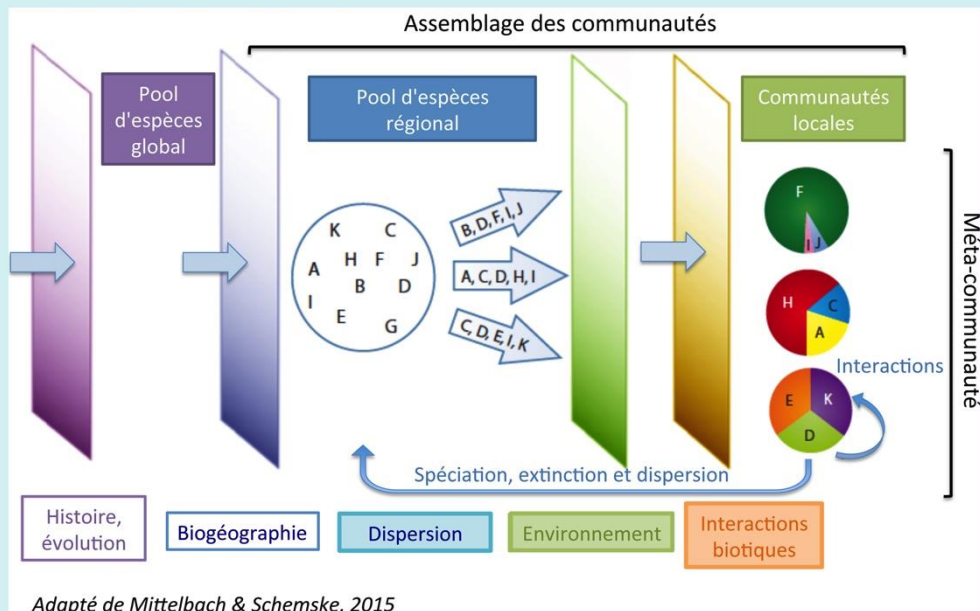 Assemblage des communautés
Pool
d'espèces
global
Pool d'espèces
régional
Communautés
locales
K
C
A
H
F
J
B
D
I
E
G
B, D, F, I, J
A, C, D, H, I
C, D, E, I, K
F
I
J
H
C
A
E
K
D
Interactions
Méta-communauté
Spéciation, extinction et dispersion
Histoire,
évolution
Biogéographie
Dispersion
Environnement
Interactions
biotiques
Adapté de Mittelbach & Schemske, 2015